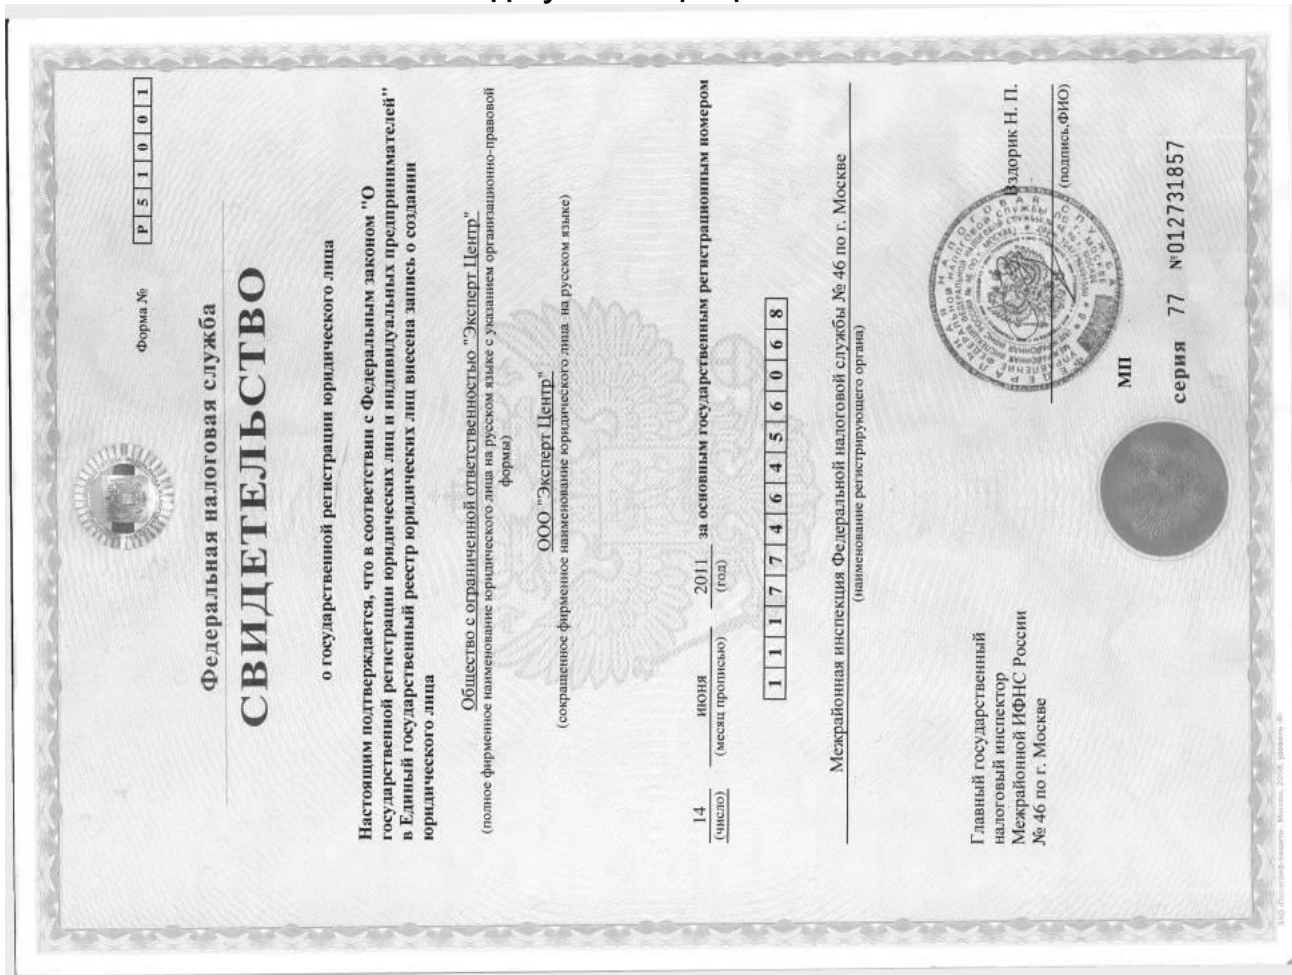 Форма № Р51001
Федеральная налоговая служба
СВИДЕТЕЛЬСТВО
о государственной регистрации юридического лица
Настоящим подтверждается, что в соответствии с Федеральным законом "О
государственной регистрации юридических лиц и индивидуальных предпринимателей"
в Единый государственный реестр юридических лиц внесена запись о создании
юридического лица
Общество с ограниченной ответственностью "Эксперт Центр"
(полное фирменное наименование юридического лица на русском языке с указанием организационно-правовой
формы)
ООО "Эксперт Центр"
(сокращенное фирменное наименование юридического лица на русском языке)
14 июня 2011 за основным государственным регистрационным номером
(число) (месяц прописью) (год)
1117746456068
Межрайонная инспекция Федеральной налоговой службы № 46 по г. Москве
(наименование регистрирующего органа)
Главный государственный
налоговый инспектор
Межрайонной ИФНС России
№ 46 по г. Москве
Вздорик Н. П.
(подпись,ФИО)
МП
серия 77 №012731857